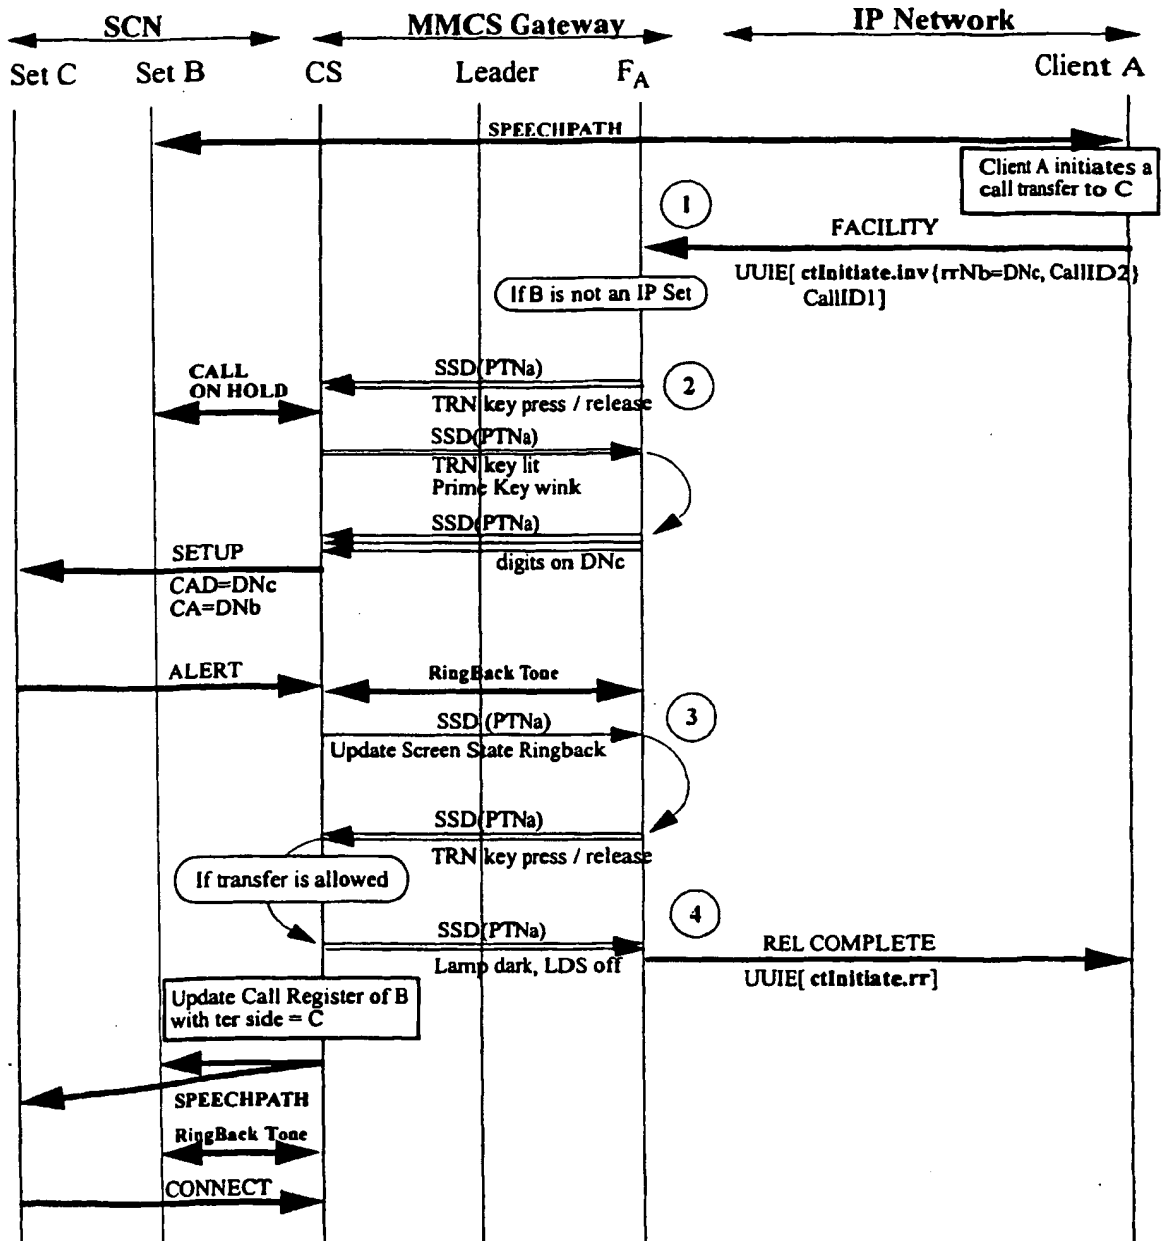 SCN
MMCS Gateway
IP Network
Set C
Set B
CS
Leader
FA
Client A
SPEECHPATH
Client A initiates a
call transfer to C
1
FACILITY
UUIE[ ctInitiate.inv{rrNb=DNc, CallID2}
CallID1]
If B is not an IP Set
SSD(PTNa)
2
CALL
ON HOLD
TRN key press / release
SSD(PTNa)
TRN key lit
Prime Key wink
SSD(PTNa)
digits on DNc
SETUP
CAD=DNc
CA=DNb
ALERT
RingBack Tone
3
SSD (PTNa)
Update Screen State Ringback
SSD(PTNa)
TRN key press / release
If transfer is allowed
4
SSD(PTNa)
Lamp dark, LDS off
REL COMPLETE
UUIE[ ctInitiate.rr]
Update Call Register of B
with ter side = C
SPEECHPATH
RingBack Tone
CONNECT